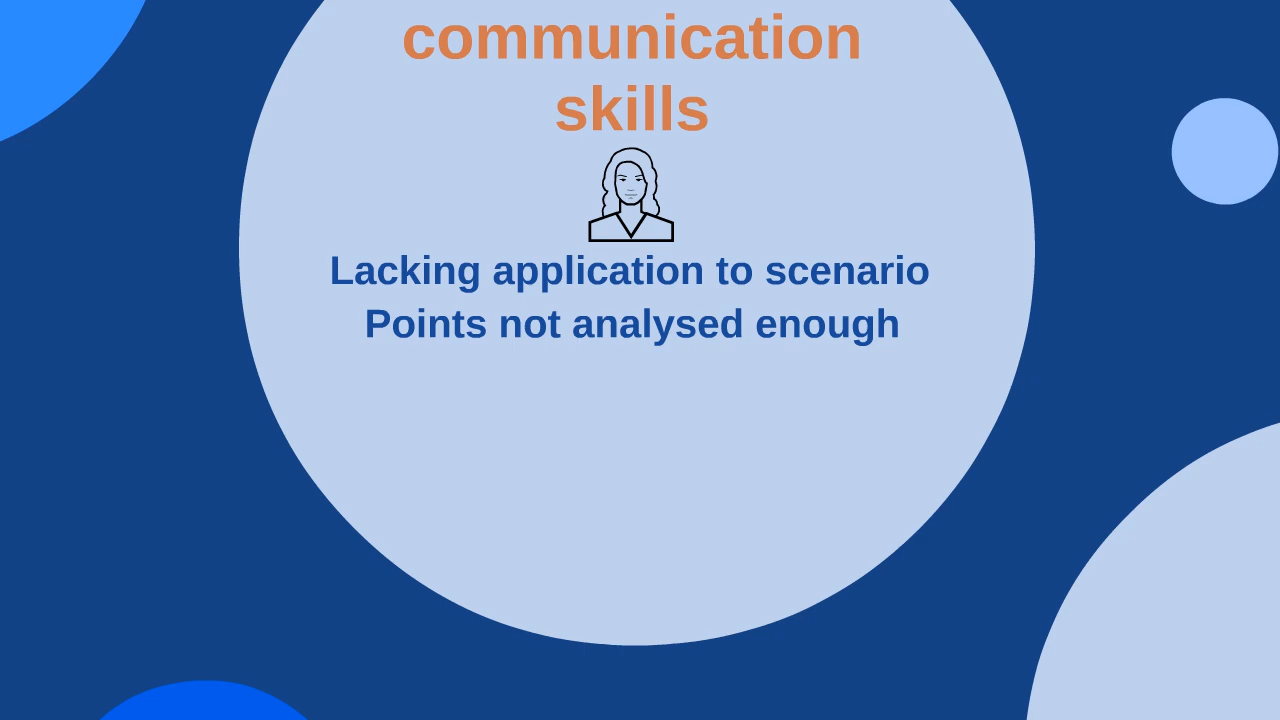 communication
skills
Lacking application to scenario
Points not analysed enough